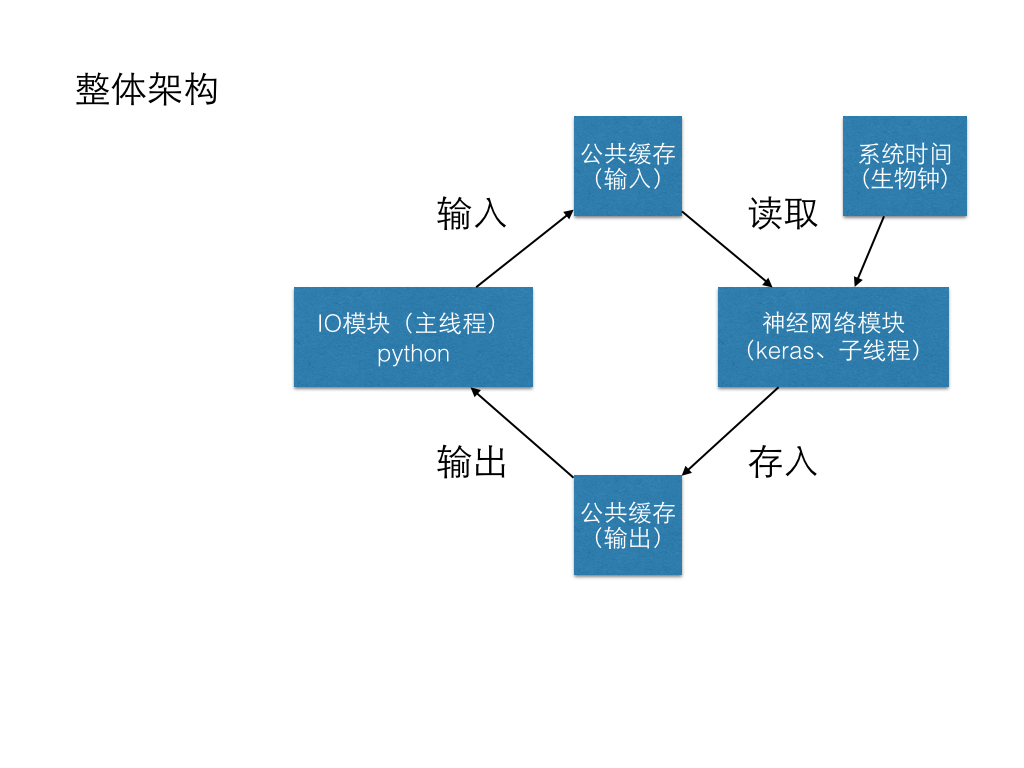 整体架构
公共缓存
（输入）
系统时间
（生物钟）
输入
读取
IO模块（主线程）
python
神经网络模块
（keras、子线程）
输出
存入
公共缓存
（输出）